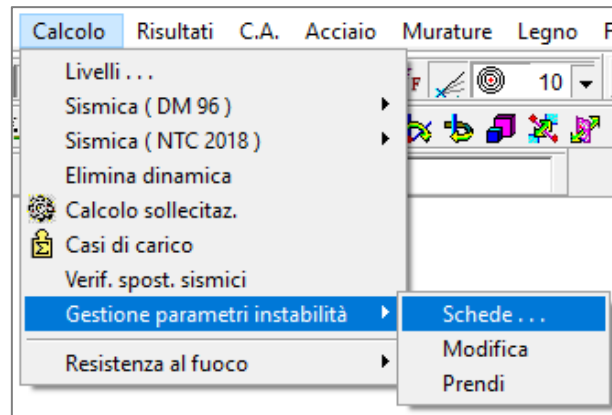 Calcolo Risultati C.A. Acciaio Murature Legno
Livelli . . .
10
Sismica ( DM 96 )
Sismica ( NTC 2018 )
Elimina dinamica
Calcolo sollecitaz.
Casi di carico
Verif. spost. sismici
Gestione parametri instabilità
Schede . . .
Modifica
Resistenza al fuoco
Prendi